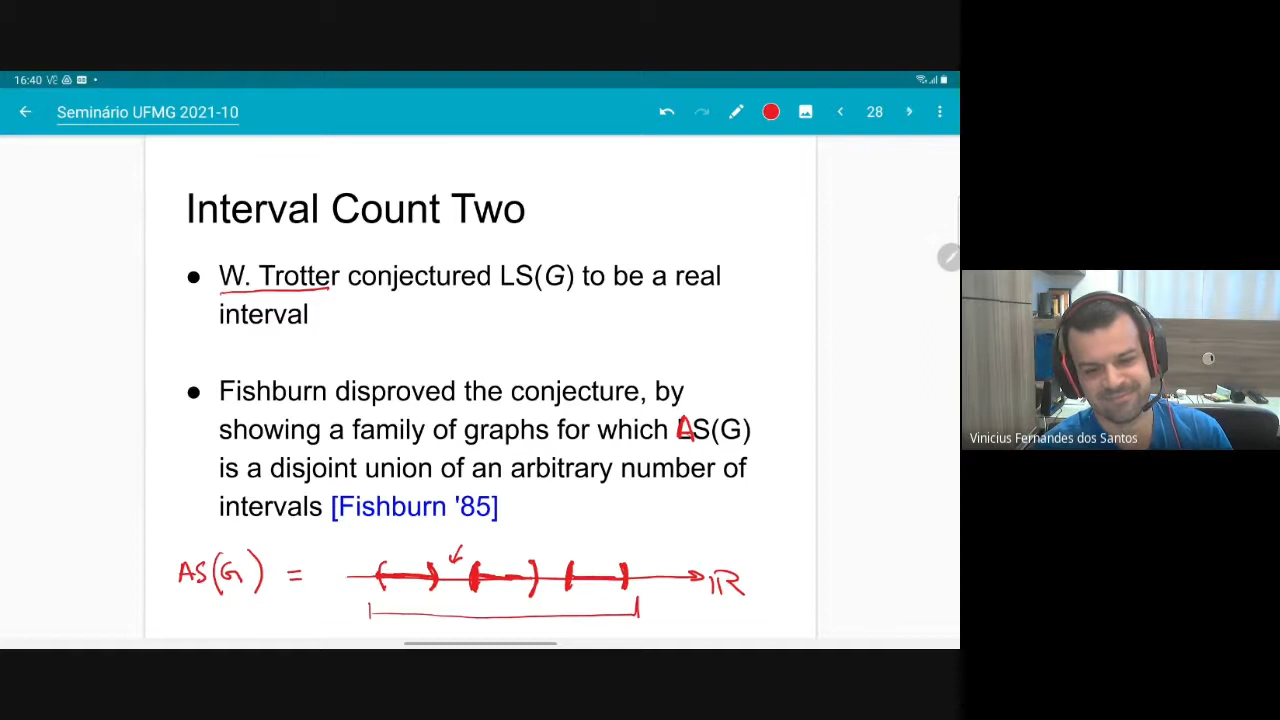 16:40
Seminário UFMG 2021-10
28
Interval Count Two
● W. Trotter conjectured LS(G) to be a real
interval
● Fishburn disproved the conjecture, by
showing a family of graphs for which AS(G)
is a disjoint union of an arbitrary number of
intervals [Fishburn '85]
AS(G) = ℝ
Vinicius Fernandes dos Santos